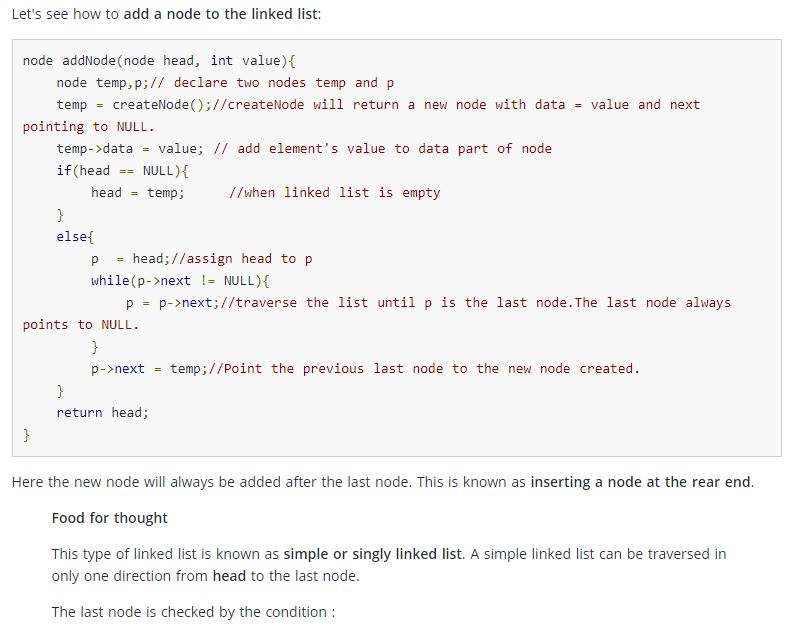 Let's see how to add a node to the linked list:
node addNode(node head, int value){
    node temp,p;// declare two nodes temp and p
    temp = createNode();//createNode will return a new node with data = value and next
pointing to NULL.
    temp->data = value; // add element's value to data part of node
    if(head == NULL){
        head = temp;     //when linked list is empty
    }
    else{
        p  = head;//assign head to p
        while(p->next != NULL){
            p = p->next;//traverse the list until p is the last node.The last node always
points to NULL.
        }
        p->next = temp;//Point the previous last node to the new node created.
    }
    return head;
}
Here the new node will always be added after the last node. This is known as inserting a node at the rear end.
Food for thought
This type of linked list is known as simple or singly linked list. A simple linked list can be traversed in
only one direction from head to the last node.
The last node is checked by the condition :